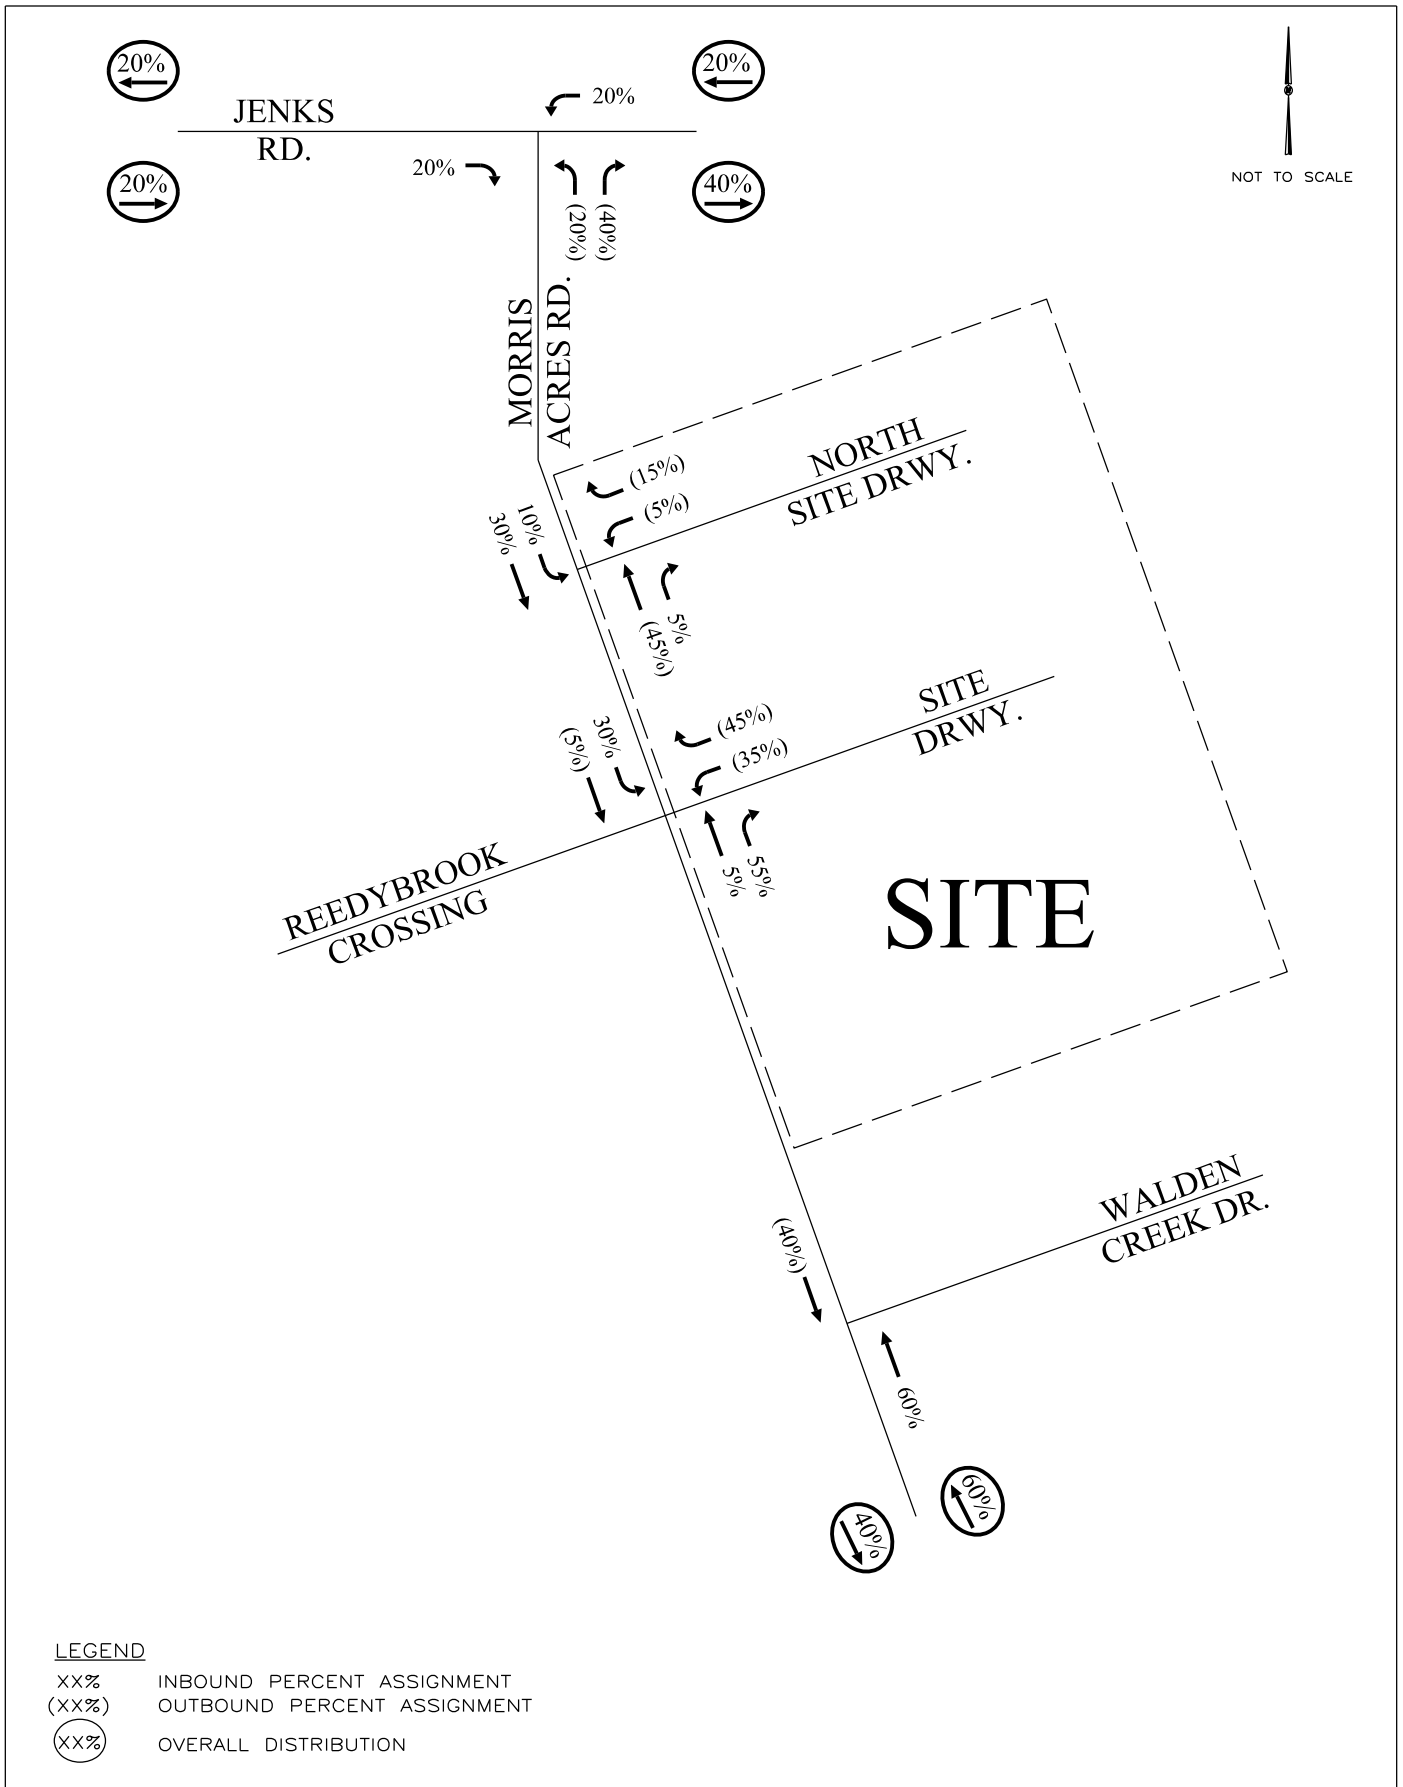 20%
20%
20%
JENKS
RD.
20%
20%
40%
20%
(20%)
(40%)
NOT TO SCALE
MORRIS
ACRES RD.
NORTH
SITE DRWY.
(15%)
(5%)
10%
30%
5%
(45%)
SITE
DRWY.
(45%)
(35%)
30%
(5%)
55%
5%
REEDYBROOK
CROSSING
SITE
WALDEN
CREEK DR.
(40%)
60%
60%
40%
LEGEND
XX% INBOUND PERCENT ASSIGNMENT
(XX%) OUTBOUND PERCENT ASSIGNMENT
XX% OVERALL DISTRIBUTION